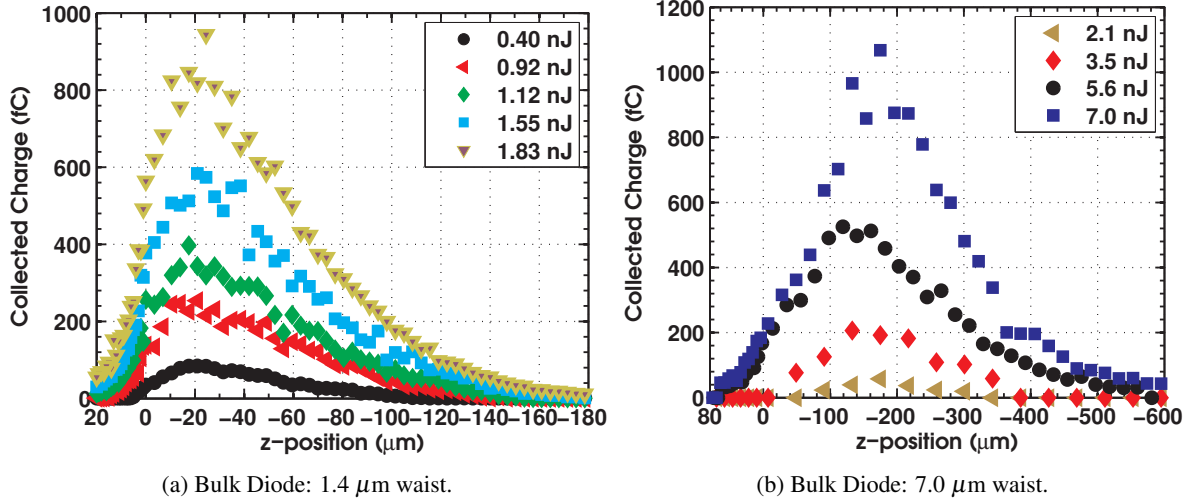 1000
800
600
400
200
0
Collected Charge (fC)
20 0 −20 −40 −60 −80 −100 −120 −140 −160 −180
z−position (µm)
0.40 nJ
0.92 nJ
1.12 nJ
1.55 nJ
1.83 nJ
(a) Bulk Diode: 1.4 µm waist.
1200
1000
800
600
400
200
0
Collected Charge (fC)
80 0 −100 −200 −300 −400 −500 −600
z−position (µm)
2.1 nJ
3.5 nJ
5.6 nJ
7.0 nJ
(b) Bulk Diode: 7.0 µm waist.